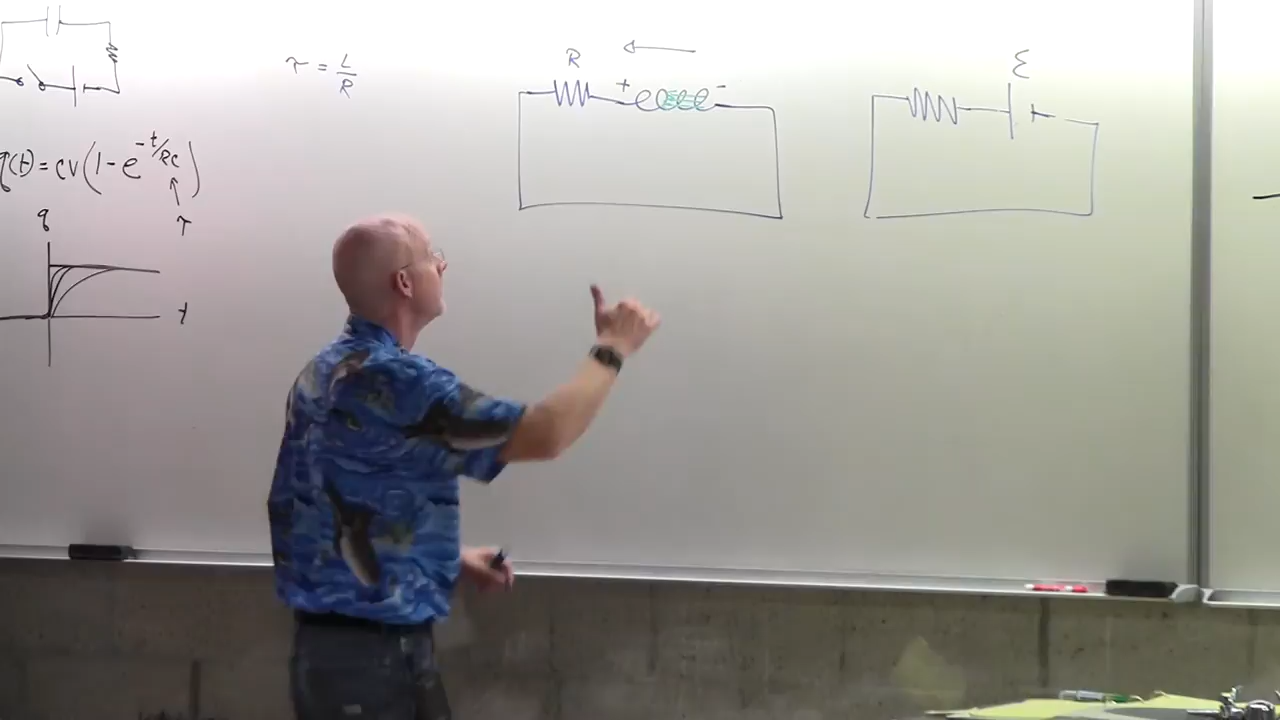 τ = L/R
R
+ -
ℰ
q(t) = CV(1 - e^{-t/RC})
τ
q
t